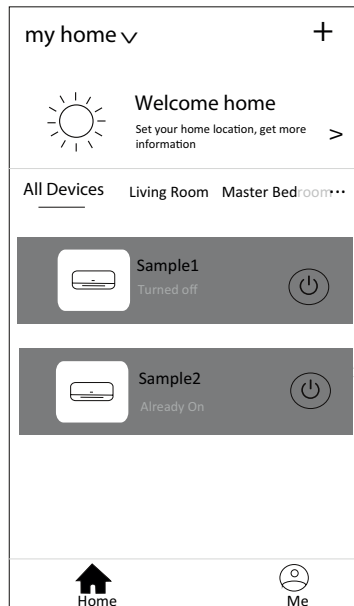 my home
+
Welcome home
Set your home location, get more
information
>
All Devices Living Room Master Bedroom ...
Sample1
Turned off
Sample2
Already On
Home Me